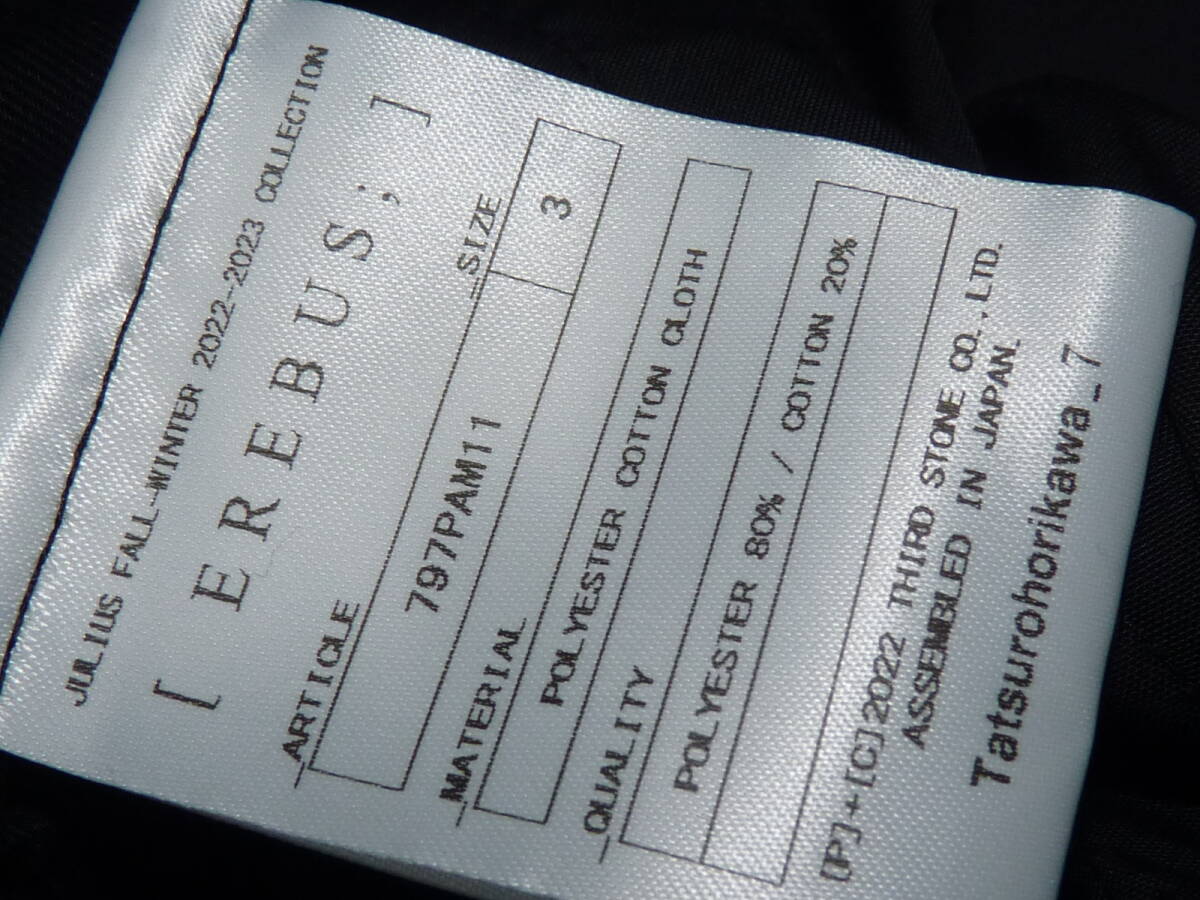 JULIUS FALL-WINTER 2022-2023 COLLECTION
[ EREBUS; ]
_ARTICLE
_SIZE
797PAM11
3
_MATERIAL
POLYESTER COTTON CLOTH
_QUALITY
POLYESTER 80% / COTTON 20%
[P]+[C]2022 THIRD STONE CO.,LTD.
ASSEMBLED IN JAPAN.
Tatsurohorikawa_7